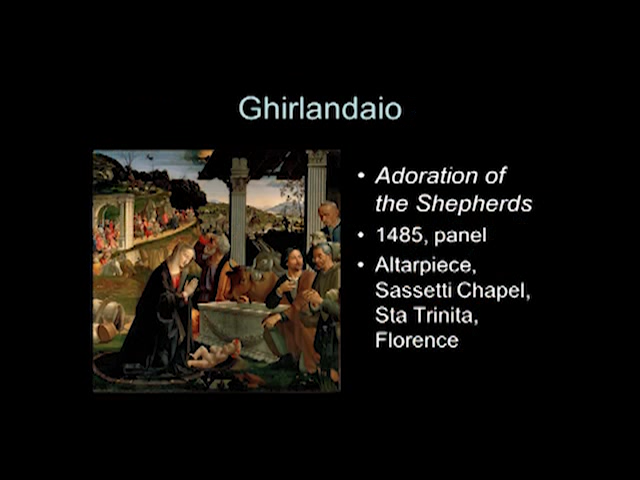 Ghirlandaio
• Adoration of
the Shepherds
• 1485, panel
• Altarpiece,
Sassetti Chapel,
Sta Trinita,
Florence